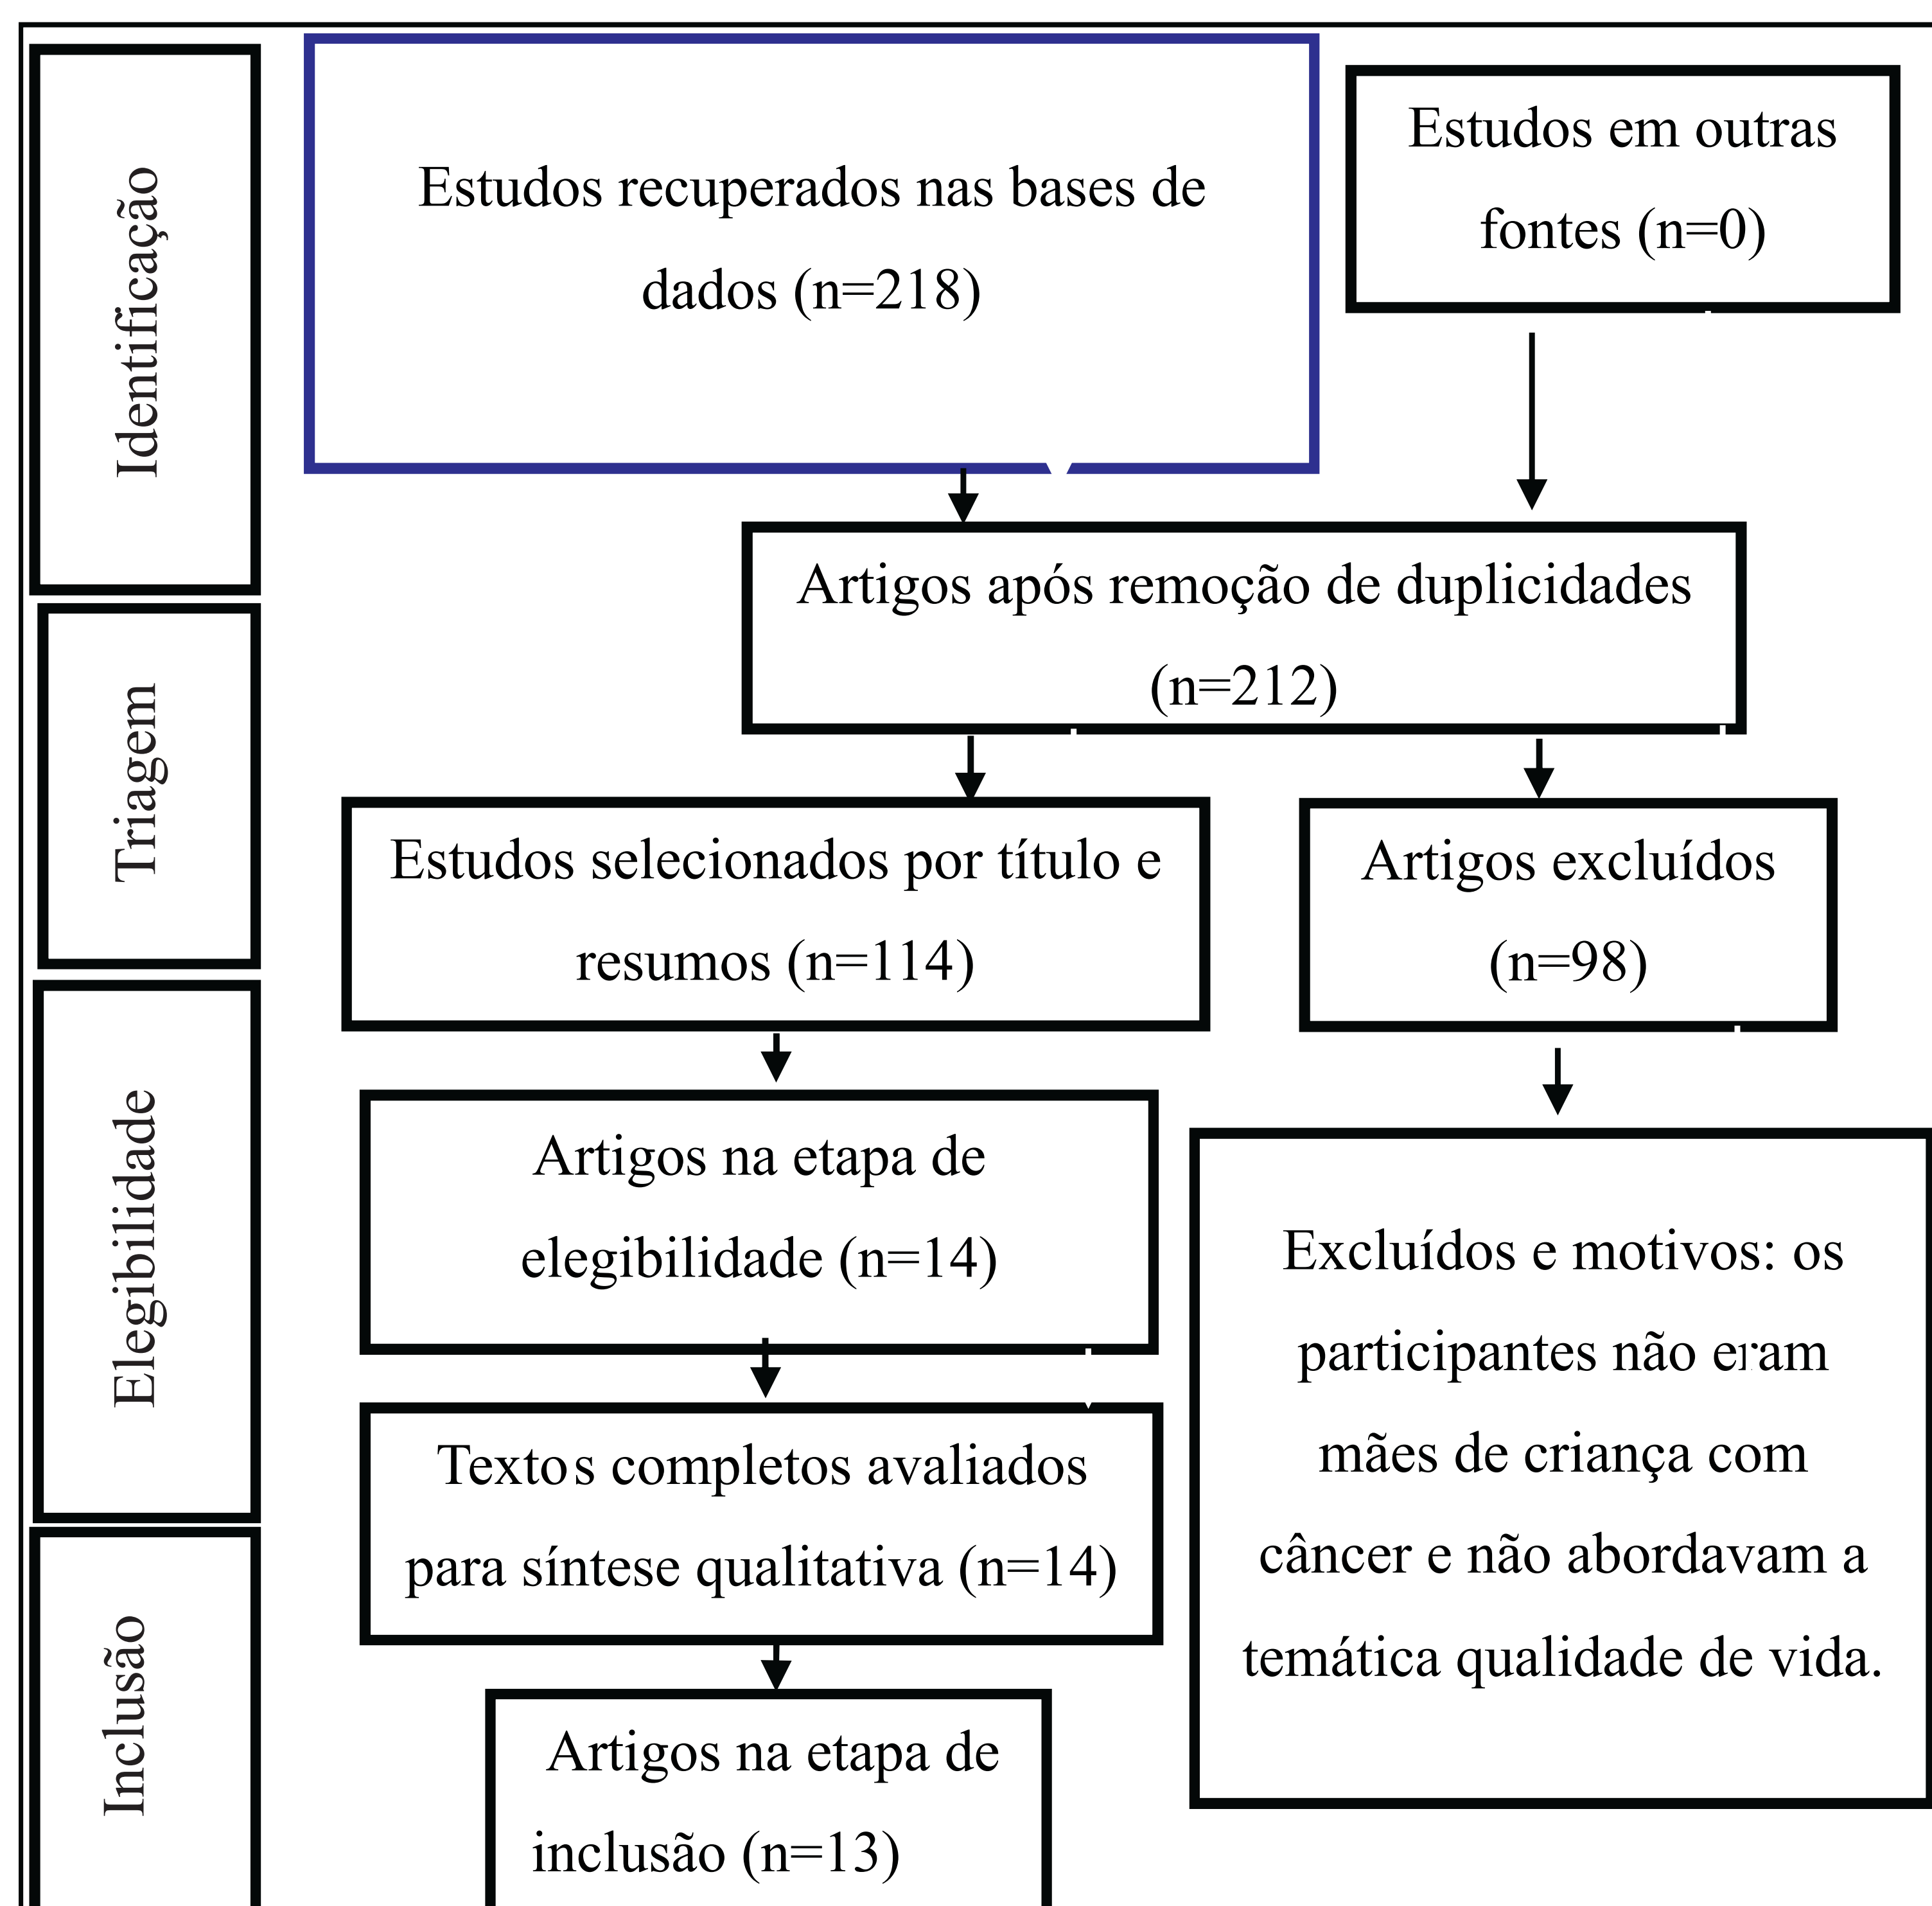 Identificação
Estudos recuperados nas bases de
dados (n=218)
Estudos em outras
fontes (n=0)
Artigos após remoção de duplicidades
(n=212)
Triagem
Estudos selecionados por título e
resumos (n=114)
Artigos excluídos
(n=98)
Elegibilidade
Artigos na etapa de
elegibilidade (n=14)
Excluídos e motivos: os
participantes não eram
mães de criança com
câncer e não abordavam a
temática qualidade de vida.
Textos completos avaliados
para síntese qualitativa (n=14)
Inclusão
Artigos na etapa de
inclusão (n=13)